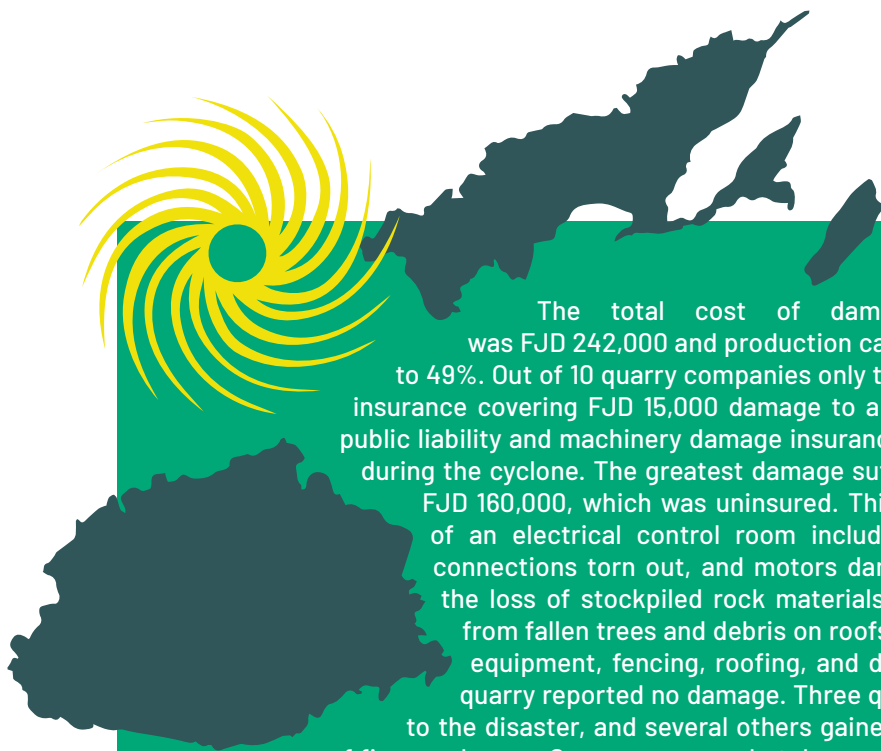 The total cost of dam
was FJD 242,000 and production ca
to 49%. Out of 10 quarry companies only t
insurance covering FJD 15,000 damage to a
public liability and machinery damage insuranc
during the cyclone. The greatest damage su
FJD 160,000, which was uninsured. Thi
of an electrical control room includ
connections torn out, and motors dar
the loss of stockpiled rock materials
from fallen trees and debris on roofs
equipment, fencing, roofing, and d
quarry reported no damage. Three q
to the disaster, and several others gaine